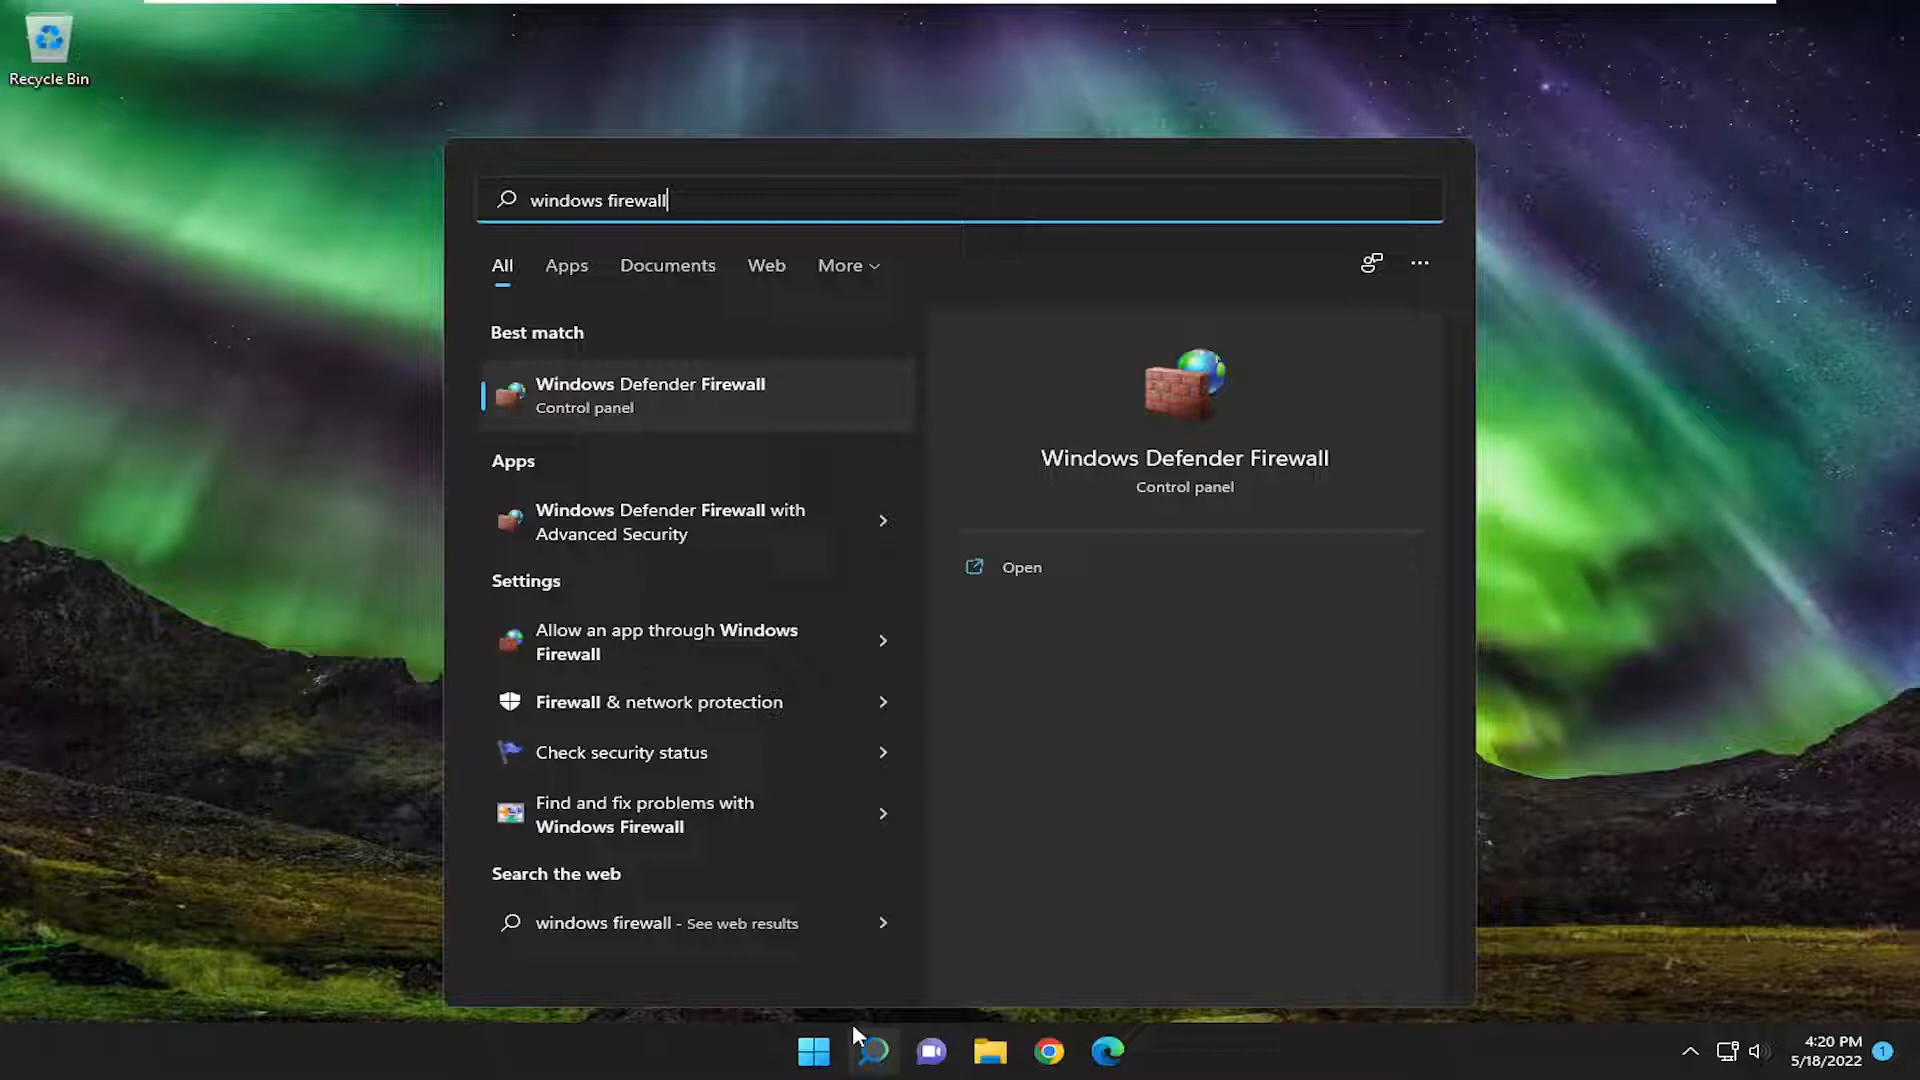 Recycle Bin
windows firewall
All Apps Documents Web More
Best match
Windows Defender Firewall
Control panel
Apps
Windows Defender Firewall with
Advanced Security
Settings
Allow an app through Windows
Firewall
Firewall & network protection
Check security status
Find and fix problems with
Windows Firewall
Search the web
windows firewall - See web results
Windows Defender Firewall
Control panel
Open
4:20 PM
5/18/2022
1